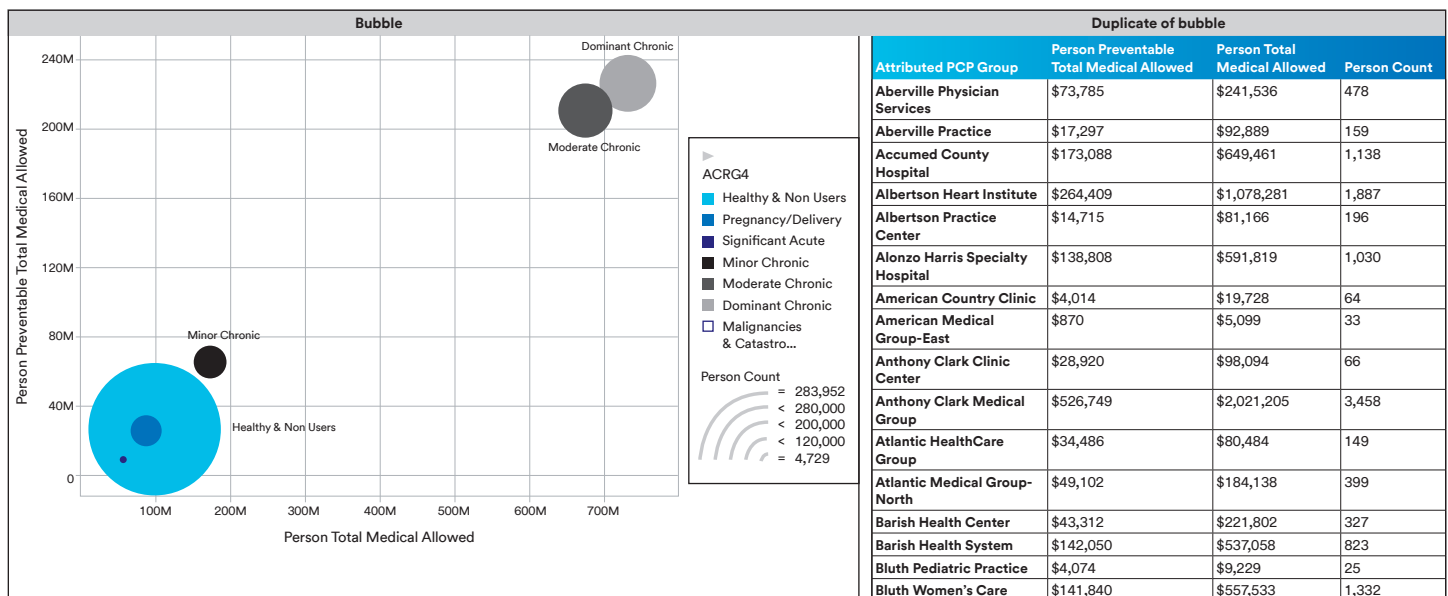 Bubble
240M
200M
160M
120M
80M
40M
0
Person Preventable Total Medical Allowed
Dominant Chronic
Moderate Chronic
Minor Chronic
Healthy & Non Users
100M
200M
300M
400M
500M
600M
700M
Person Total Medical Allowed
ACRG4
Healthy & Non Users
Pregnancy/Delivery
Significant Acute
Minor Chronic
Moderate Chronic
Dominant Chronic
Malignancies
& Catastro...
Person Count
= 283,952
< 280,000
< 200,000
< 120,000
= 4,729
Duplicate of bubble
Person Preventable Person Total
Attributed PCP Group Total Medical Allowed Medical Allowed Person Count
Aberville Physician $73,785 $241,536 478
Services
Aberville Practice $17,297 $92,889 159
Accumed County $173,088 $649,461 1,138
Hospital
Albertson Heart Institute $264,409 $1,078,281 1,887
Albertson Practice $14,715 $81,166 196
Center
Alonzo Harris Specialty $138,808 $591,819 1,030
Hospital
American Country Clinic $4,014 $19,728 64
American Medical $870 $5,099 33
Group-East
Anthony Clark Clinic $28,920 $98,094 66
Center
Anthony Clark Medical $526,749 $2,021,205 3,458
Group
Atlantic HealthCare $34,486 $80,484 149
Group
Atlantic Medical Group- $49,102 $184,138 399
North
Barish Health Center $43,312 $221,802 327
Barish Health System $142,050 $537,058 823
Bluth Pediatric Practice $4,074 $9,229 25
Bluth Women's Care $141,840 $557,533 1,332